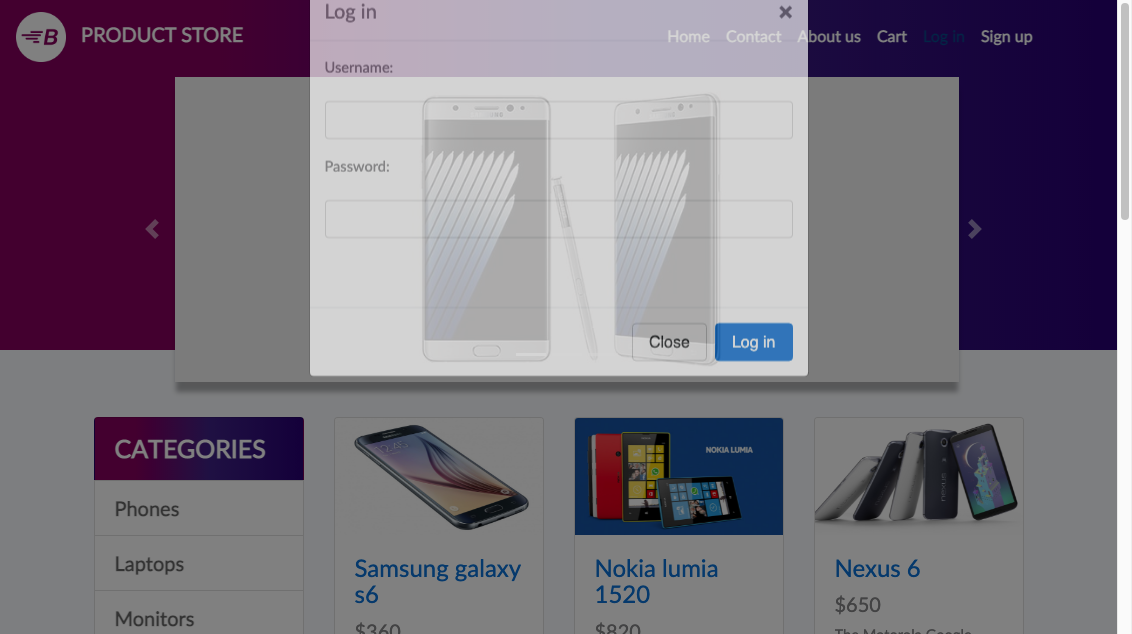 PRODUCT STORE
Home
Contact
About us
Cart
Log in
Sign up
Log in
Username:
Password:
SAMSUNG
Close
Log in
CATEGORIES
Phones
Laptops
Monitors
NOKIA LUMIA
Samsung galaxy
s6
$360
Nokia lumia
1520
$820
Nexus 6
$650
The Motorola Google